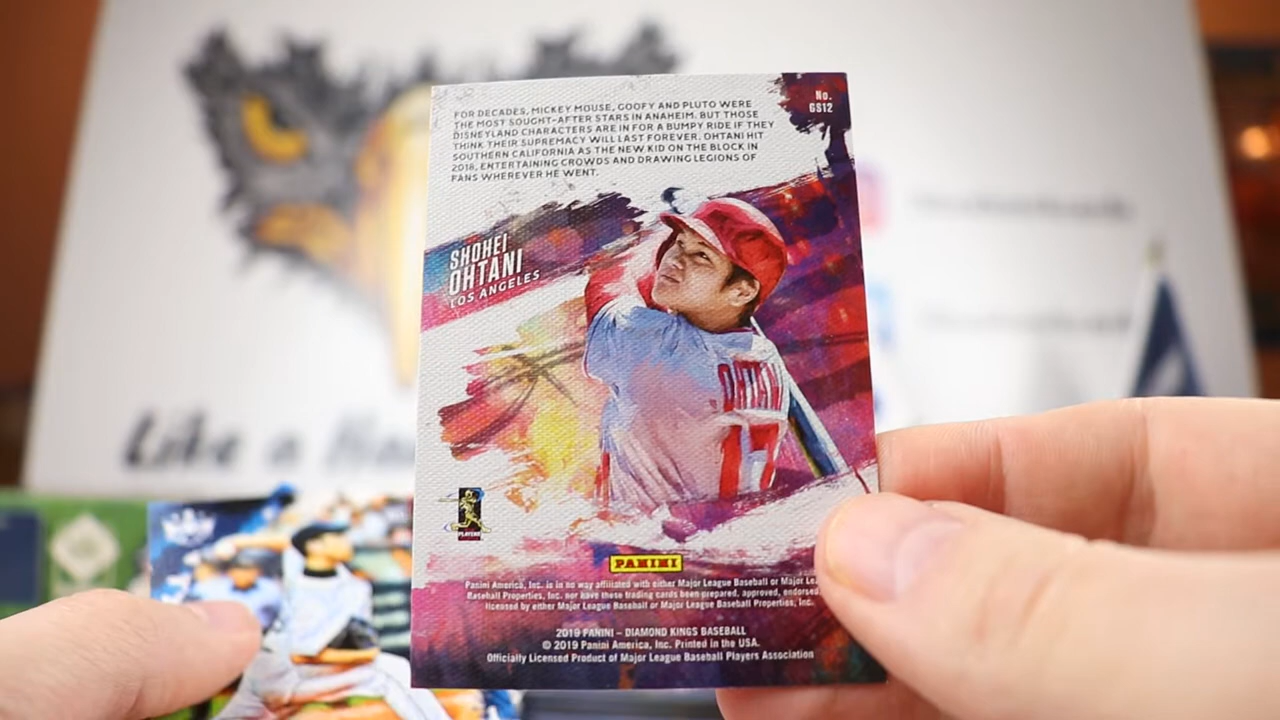 No.
GS12
FOR DECADES, MICKEY MOUSE, GOOFY AND PLUTO WERE
THE MOST SOUGHT-AFTER STARS IN ANAHEIM. BUT THOSE
DISNEYLAND CHARACTERS ARE IN FOR A BUMPY RIDE IF THEY
THINK THEIR SUPREMACY WILL LAST FOREVER. OHTANI HIT
SOUTHERN CALIFORNIA AS THE NEW KID ON THE BLOCK IN
2018, ENTERTAINING CROWDS AND DRAWING LEGIONS OF
FANS WHEREVER HE WENT.
SHOHEI
OHTANI
LOS ANGELES
OHTANI
17
PLAYERS
PANINI
Panini America, Inc. is in no way affiliated with either Major League Baseball or Major
Baseball Properties, Inc. nor have these trading cards been prepared, approved, endorsed
licensed by either Major League Baseball or Major League Baseball Properties, Inc.
2019 PANINI – DIAMOND KINGS BASEBALL
© 2019 Panini America, Inc. Printed in the USA.
Officially Licensed Product of Major League Baseball Players Association
Like a